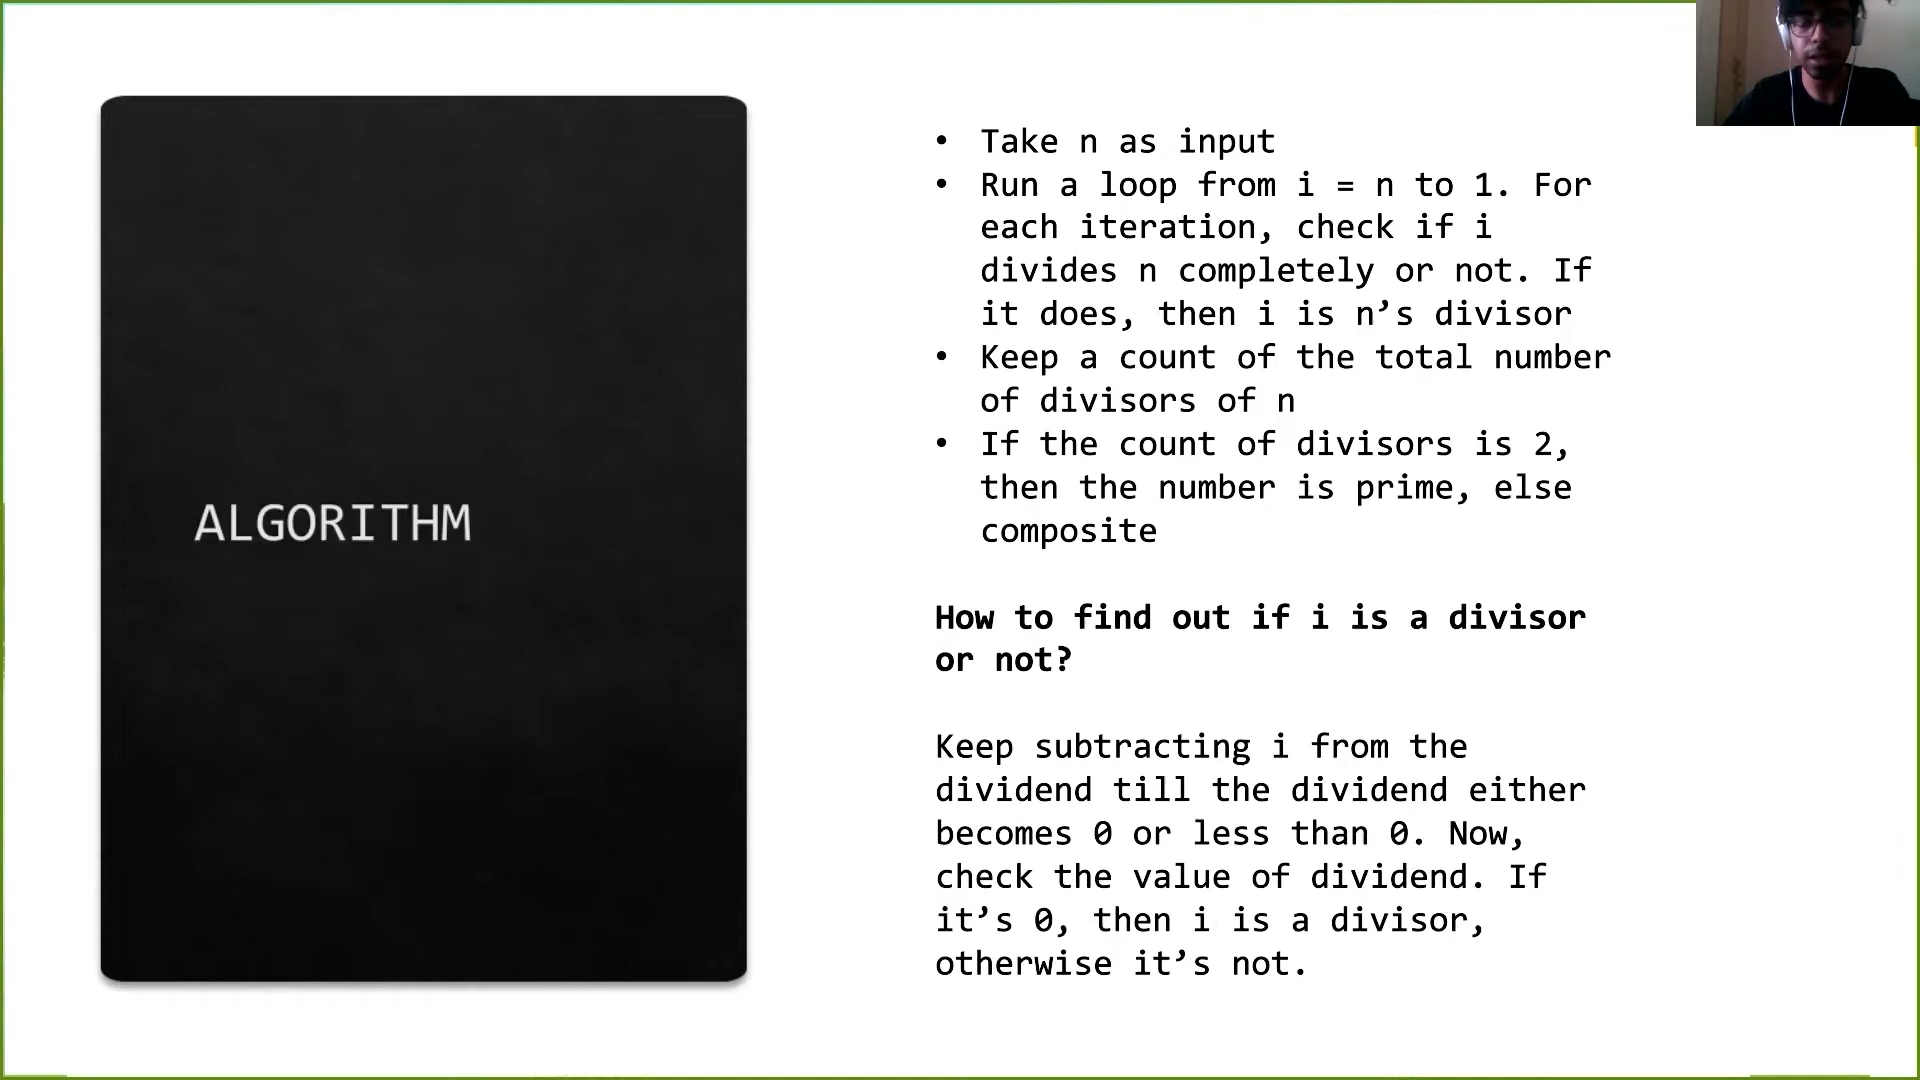 ALGORITHM
• Take n as input
• Run a loop from i = n to 1. For
each iteration, check if i
divides n completely or not. If
it does, then i is n’s divisor
• Keep a count of the total number
of divisors of n
• If the count of divisors is 2,
then the number is prime, else
composite
How to find out if i is a divisor
or not?
Keep subtracting i from the
dividend till the dividend either
becomes 0 or less than 0. Now,
check the value of dividend. If
it’s 0, then i is a divisor,
otherwise it’s not.